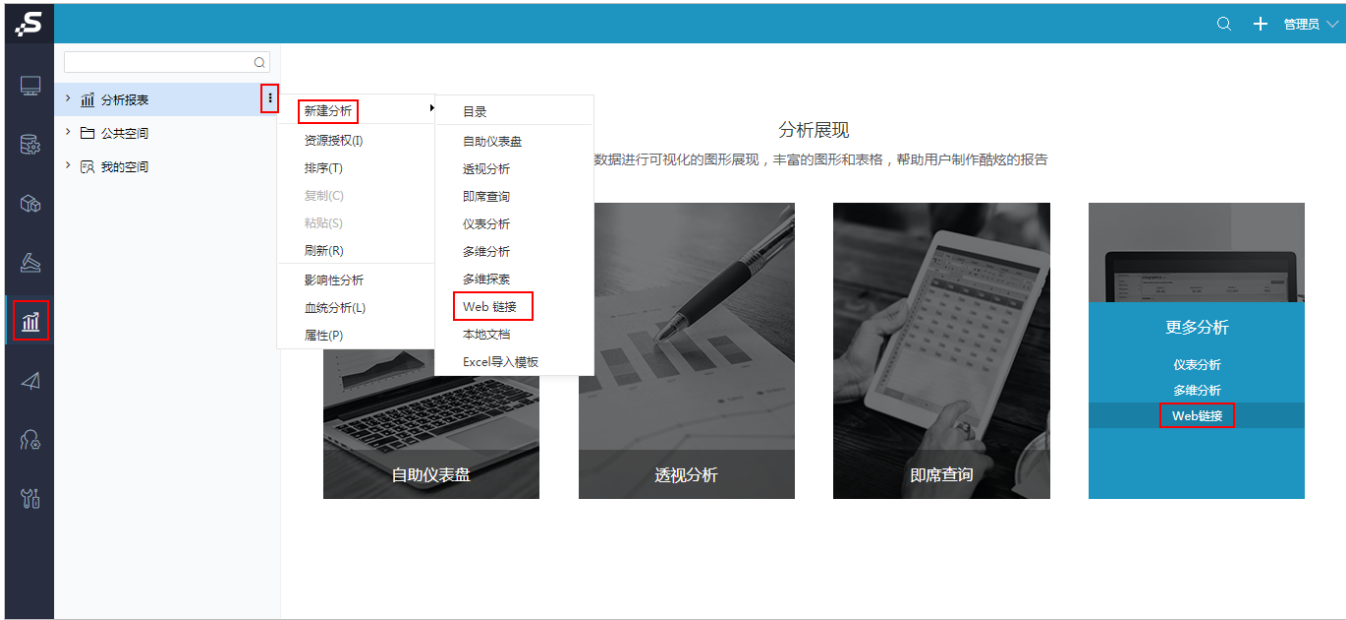 管理员
分析报表
公共空间
我的空间
新建分析
资源授权(I)
排序(T)
复制(C)
粘贴(S)
刷新(R)
影响性分析
血统分析(L)
属性(P)
目录
自助仪表盘
透视分析
即席查询
仪表分析
多维分析
多维探索
Web 链接
本地文档
Excel导入模板
分析展现
数据进行可视化的图形展现，丰富的图形和表格，帮助用户制作酷炫的报告
自助仪表盘
透视分析
即席查询
更多分析
仪表分析
多维分析
Web链接